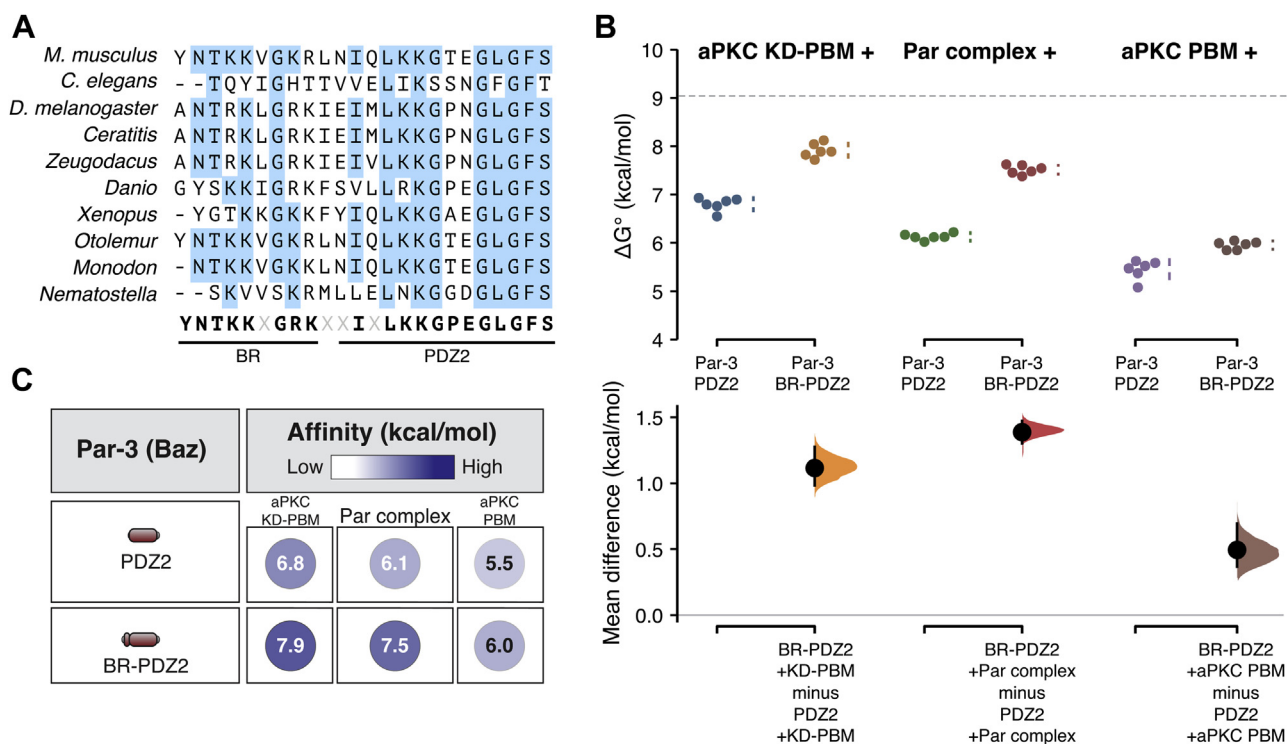 A
M. musculus YNTKKVGKRLNIQLKKGTEGLGFS
C. elegans --TQYIGHTTVVELIKSSNGFGFT
D. melanogaster ANTRKLGRKIEIMLKKGPNGLGFS
Ceratitis ANTRKLGRKIEIMLKKGPNGLGFS
Zeugodacus ANTRKLGRKIEIVLKKGPNGLGFS
Danio GYSKKIGKKFSVLLRKGPEGLGFS
Xenopus -YGTKKGKKFYIQLKKGAEGLGFS
Otolemur YNTKKVGKRLNIQLKKGTEGLGFS
Monodon -NTKKVGKKLNIQLKKGTEGLGFS
Nematostella --SKVVSKRMLLELNKGGDGLGFS
YNTKKXGRKXXIXLKKGPEGLGFS
BR PDZ2
B
aPKC KD-PBM + Par complex + aPKC PBM +
ΔG° (kcal/mol)
10
9
8
7
6
5
4
Par-3 PDZ2
Par-3 BR-PDZ2
Par-3 PDZ2
Par-3 BR-PDZ2
Par-3 PDZ2
Par-3 BR-PDZ2
Mean difference (kcal/mol)
1.5
1.0
0.5
0.0
BR-PDZ2
+KD-PBM
minus
PDZ2
+KD-PBM
BR-PDZ2
+Par complex
minus
PDZ2
+Par complex
BR-PDZ2
+aPKC PBM
minus
PDZ2
+aPKC PBM
C
Par-3 (Baz)
Affinity (kcal/mol)
Low High
aPKC KD-PBM
Par complex
aPKC PBM
PDZ2
6.8 6.1 5.5
BR-PDZ2
7.9 7.5 6.0